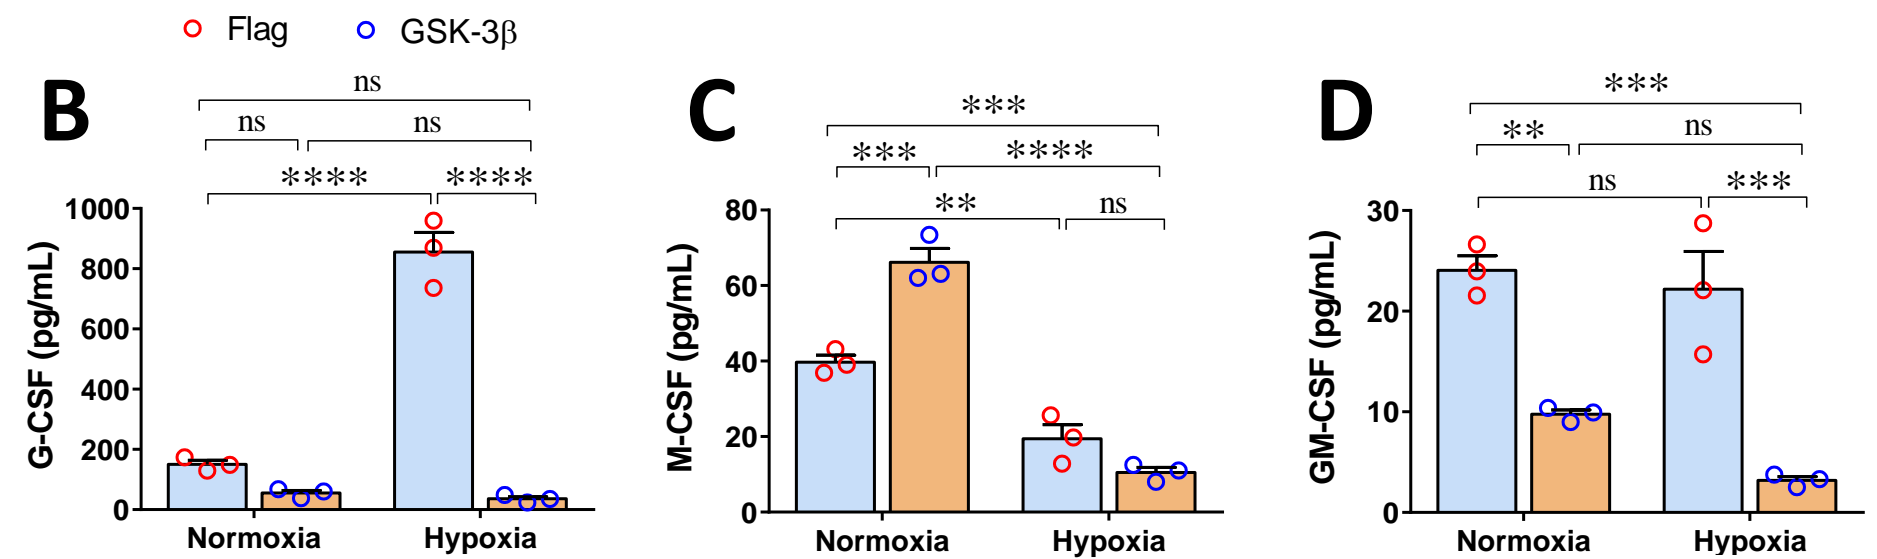 Flag GSK-3β
B
ns
ns ns
**** ****
G-CSF (pg/mL)
1000
800
600
400
200
0
Normoxia Hypoxia
C
***
*** ****
** ns
M-CSF (pg/mL)
80
60
40
20
0
Normoxia Hypoxia
D
***
** ns
ns ***
GM-CSF (pg/mL)
30
20
10
0
Normoxia Hypoxia